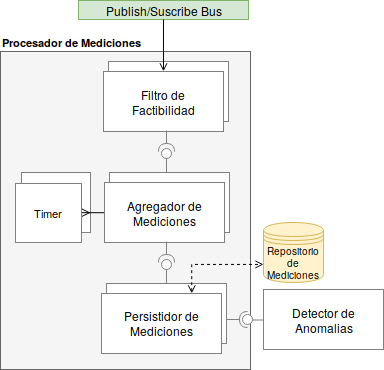 Publish/Suscribe Bus
Procesador de Mediciones
Filtro de
Factibilidad
Timer
Agregador de
Mediciones
Repositorio
de
Mediciones
Persistidor de
Mediciones
Detector de
Anomalias